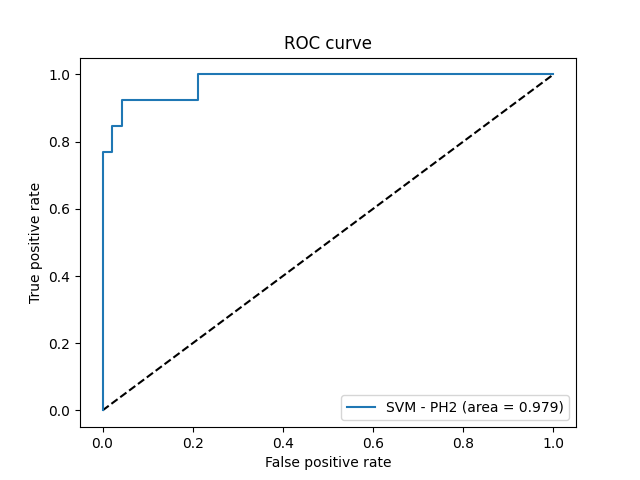 ROC curve
True positive rate
1.0
0.8
0.6
0.4
0.2
0.0
0.0 0.2 0.4 0.6 0.8 1.0
False positive rate
SVM - PH2 (area = 0.979)